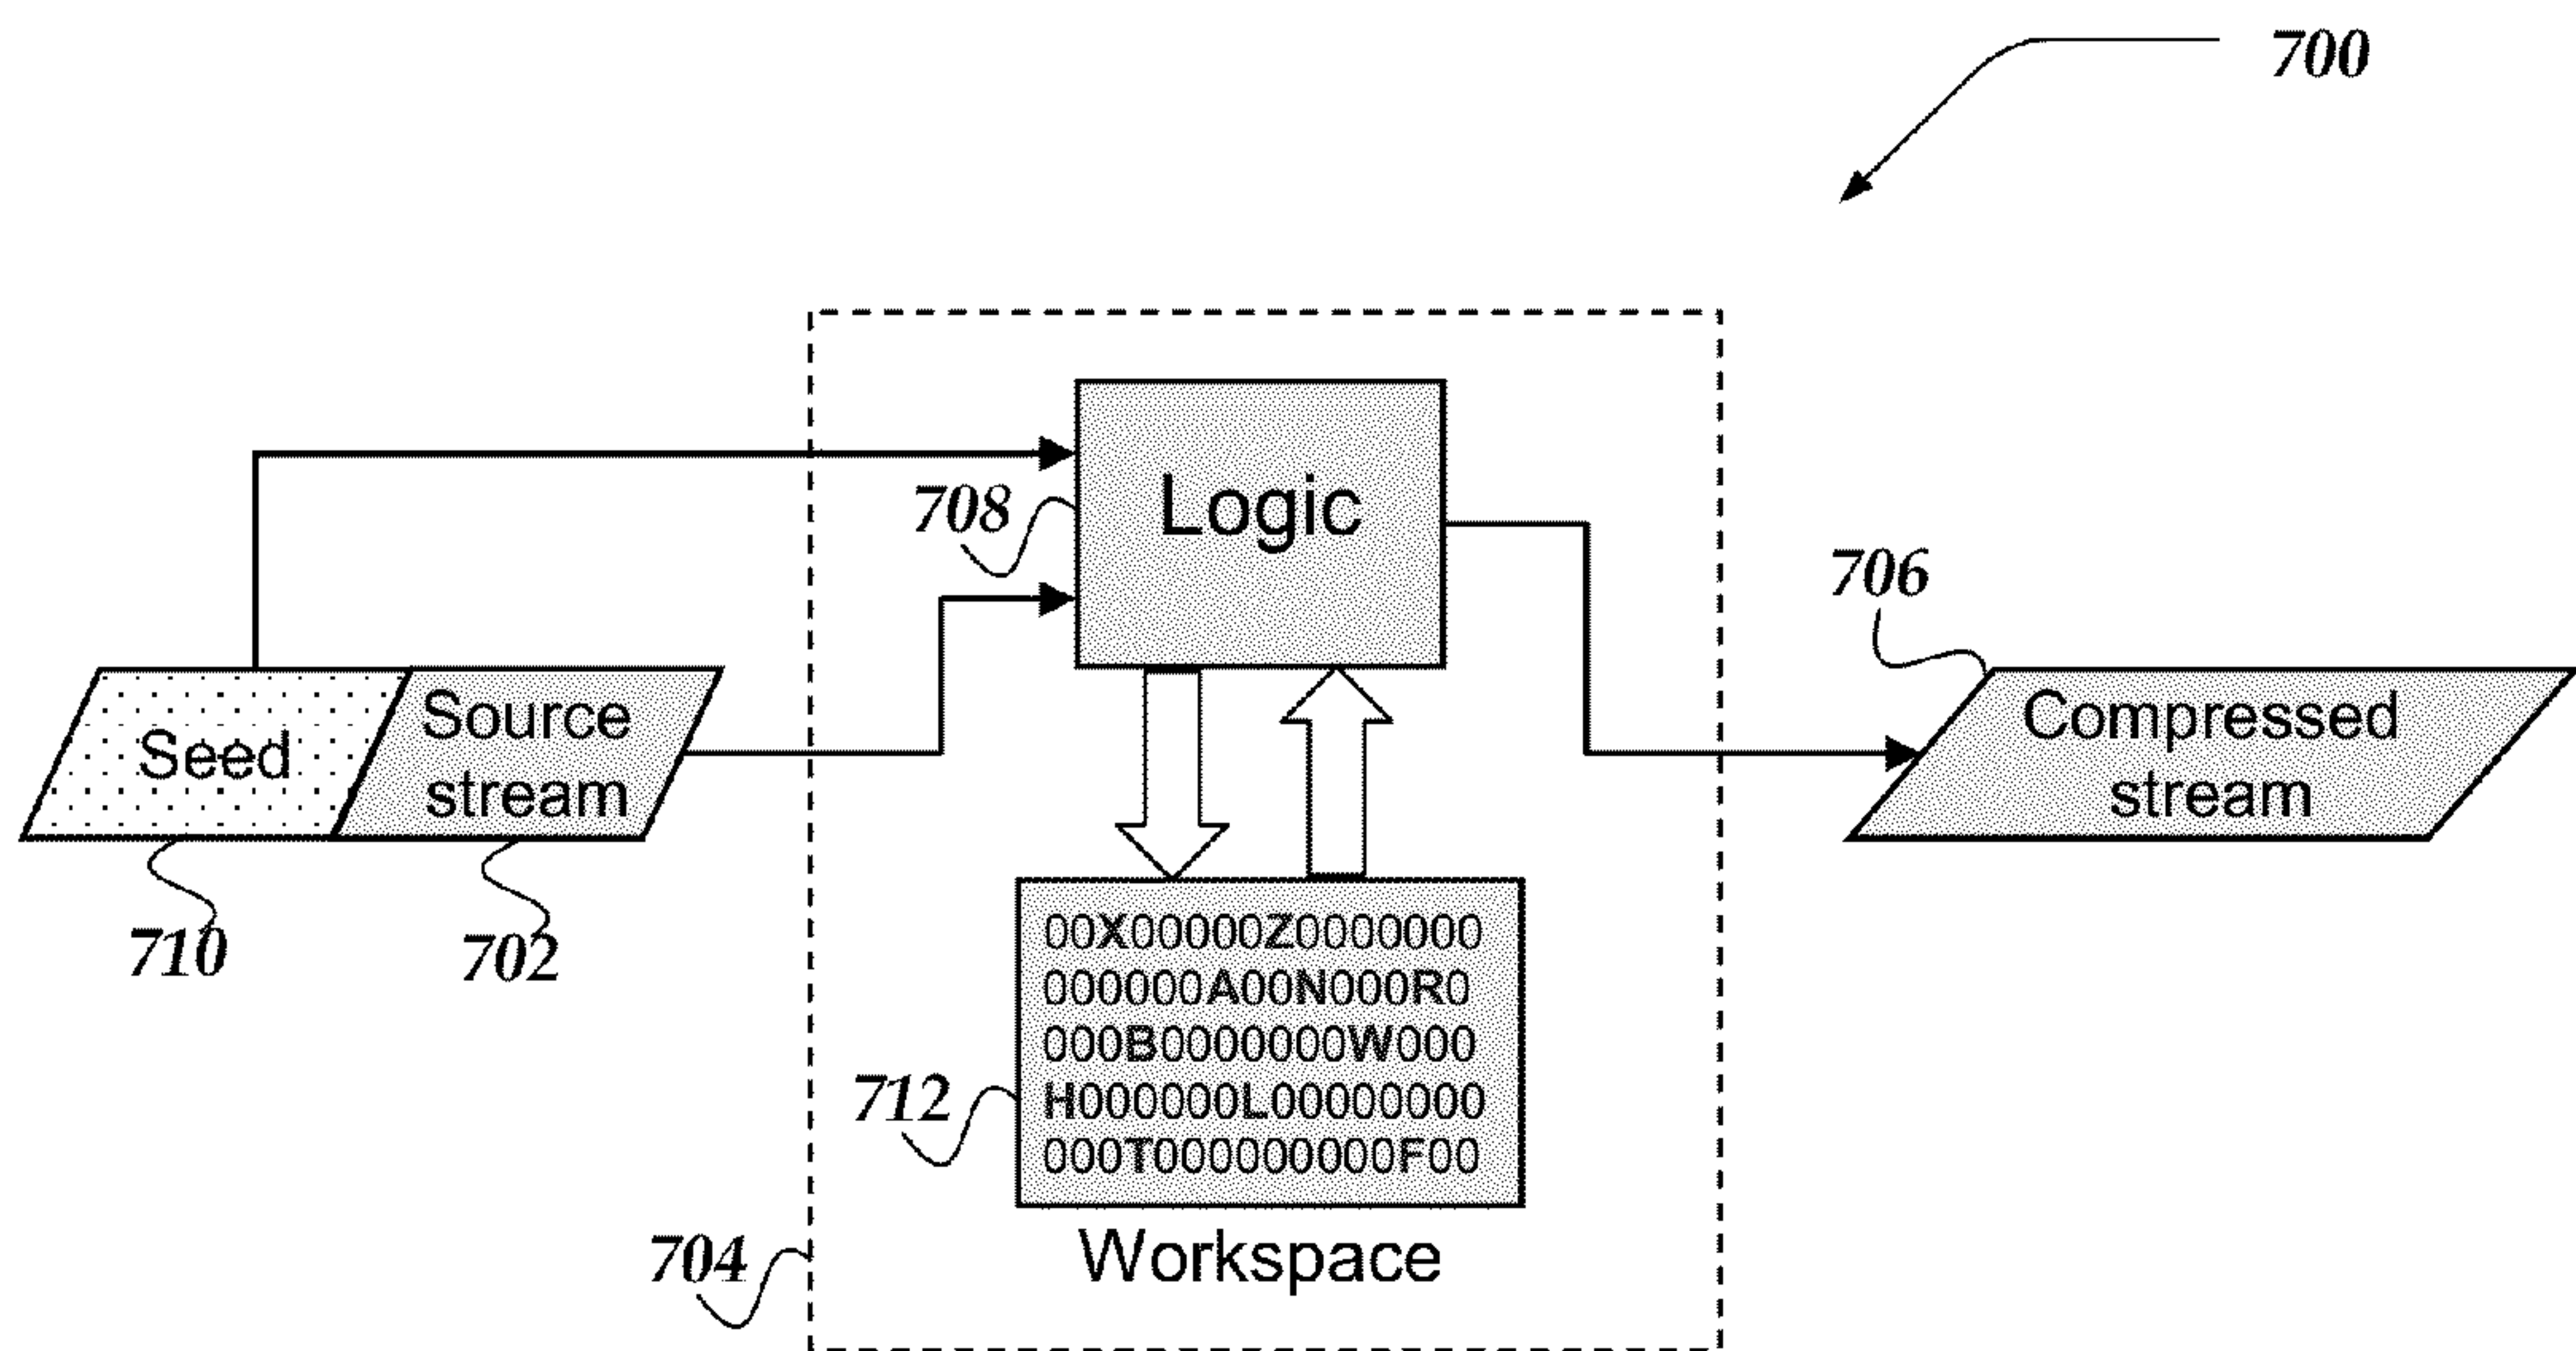 700
708
Logic
706
Seed
Source
stream
Compressed
stream
710
702
00X00000Z0000000
000000A00N000R0
000B0000000W000
H000000L00000000
000T000000000F00
712
704
Workspace